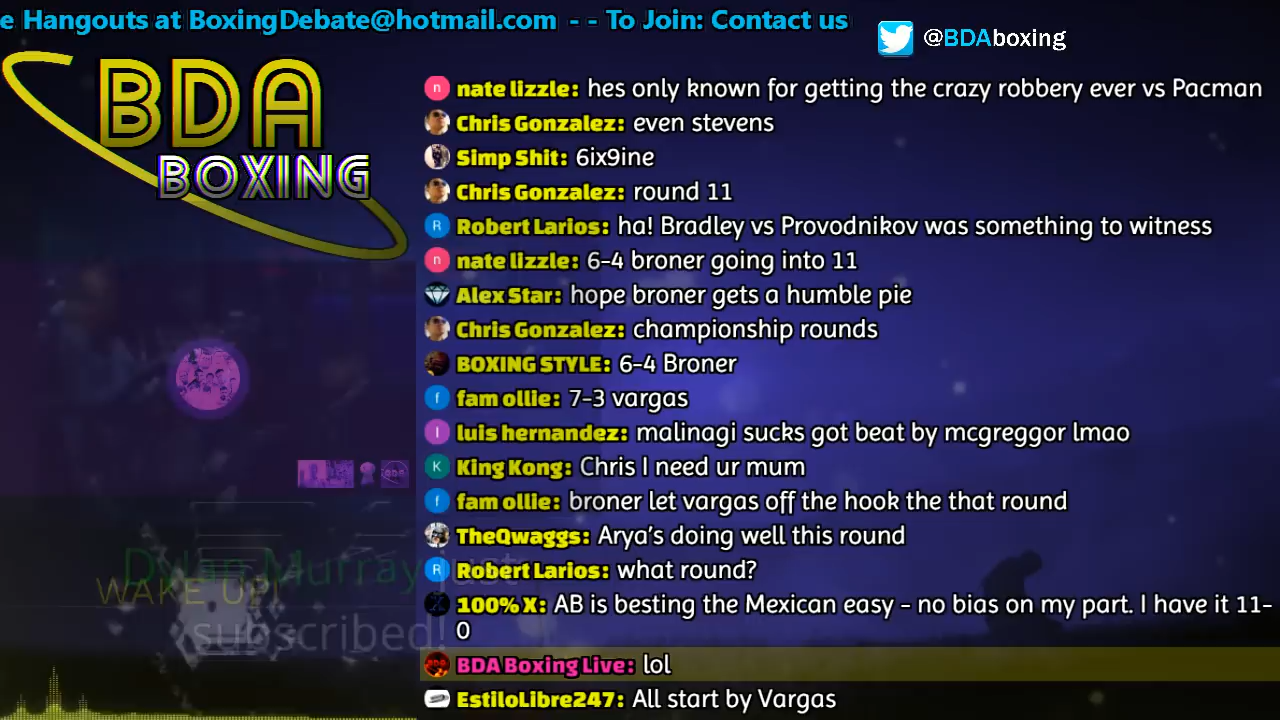 e Hangouts at BoxingDebate@hotmail.com - - To Join: Contact us
@BDAboxing
BDA
BOXING
nate lizzle: hes only known for getting the crazy robbery ever vs Pacman
Chris Gonzalez: even stevens
Simp Shit: 6ix9ine
Chris Gonzalez: round 11
Robert Larios: ha! Bradley vs Provodnikov was something to witness
nate lizzle: 6-4 broner going into 11
Alex Star: hope broner gets a humble pie
Chris Gonzalez: championship rounds
BOXING STYLE: 6-4 Broner
fam ollie: 7-3 vargas
luis hernandez: malinagi sucks got beat by mcgreggor lmao
King Kong: Chris I need ur mum
fam ollie: broner let vargas off the hook the that round
TheQwaggs: Arya's doing well this round
Robert Larios: what round?
100% X: AB is besting the Mexican easy - no bias on my part. I have it 11-
0
BDA Boxing Live: lol
EstiloLibre247: All start by Vargas
Dylan Murray just
WAKE UP!
subscribed!